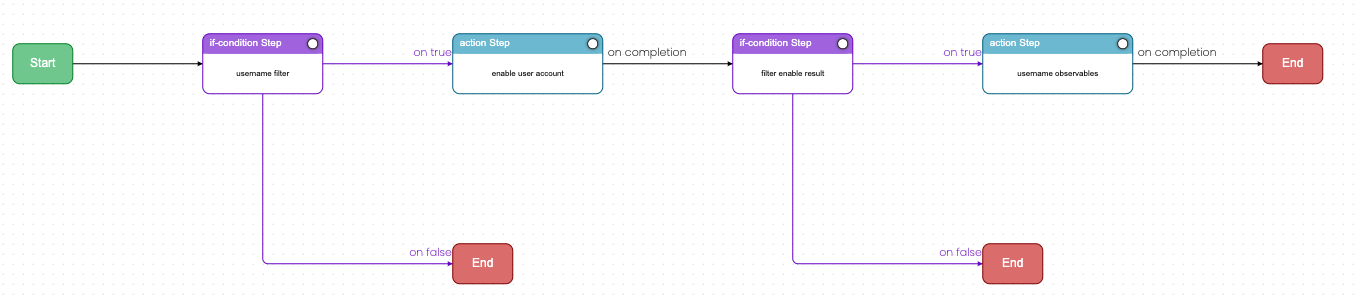 Start
if-condition Step
username filter
on true
action Step
enable user account
on completion
if-condition Step
filter enable result
on true
action Step
username observables
on completion
End
on false
End
on false
End